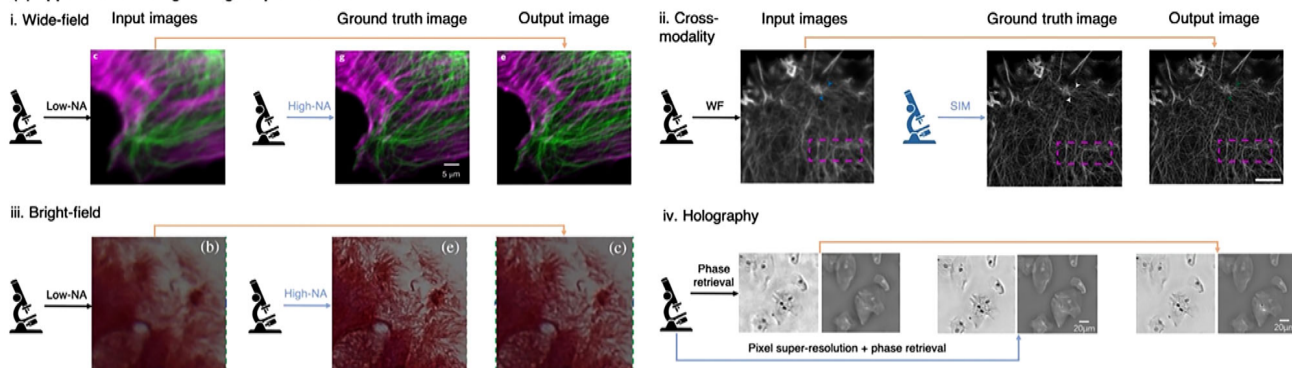 i. Wide-field
Input images
Ground truth image
Output image
Low-NA
c
High-NA
g
5 μm
e
ii. Cross-
modality
Input images
Ground truth image
Output image
WF
SIM
iii. Bright-field
Low-NA
(b)
High-NA
(e)
(c)
iv. Holography
Phase
retrieval
20μm
20μm
Pixel super-resolution + phase retrieval